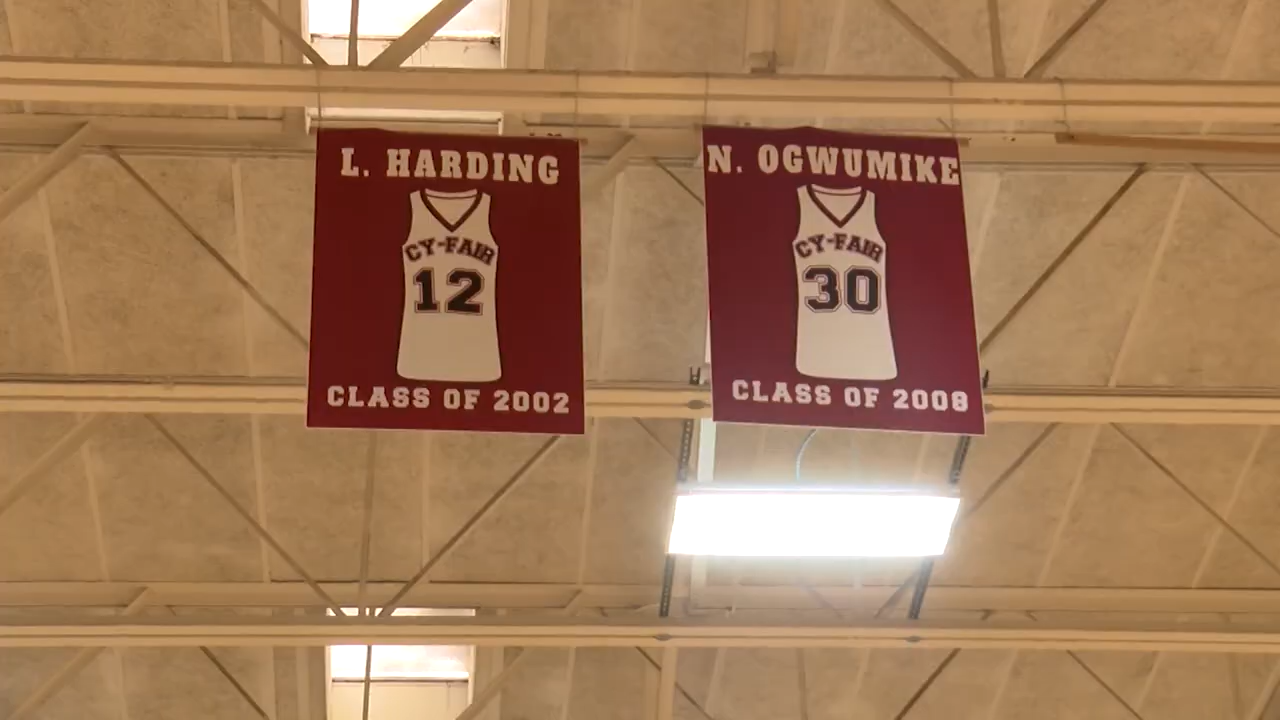 L. HARDING
CY-FAIR
12
CLASS OF 2002
N. OGWUMIKE
CY-FAIR
30
CLASS OF 2008